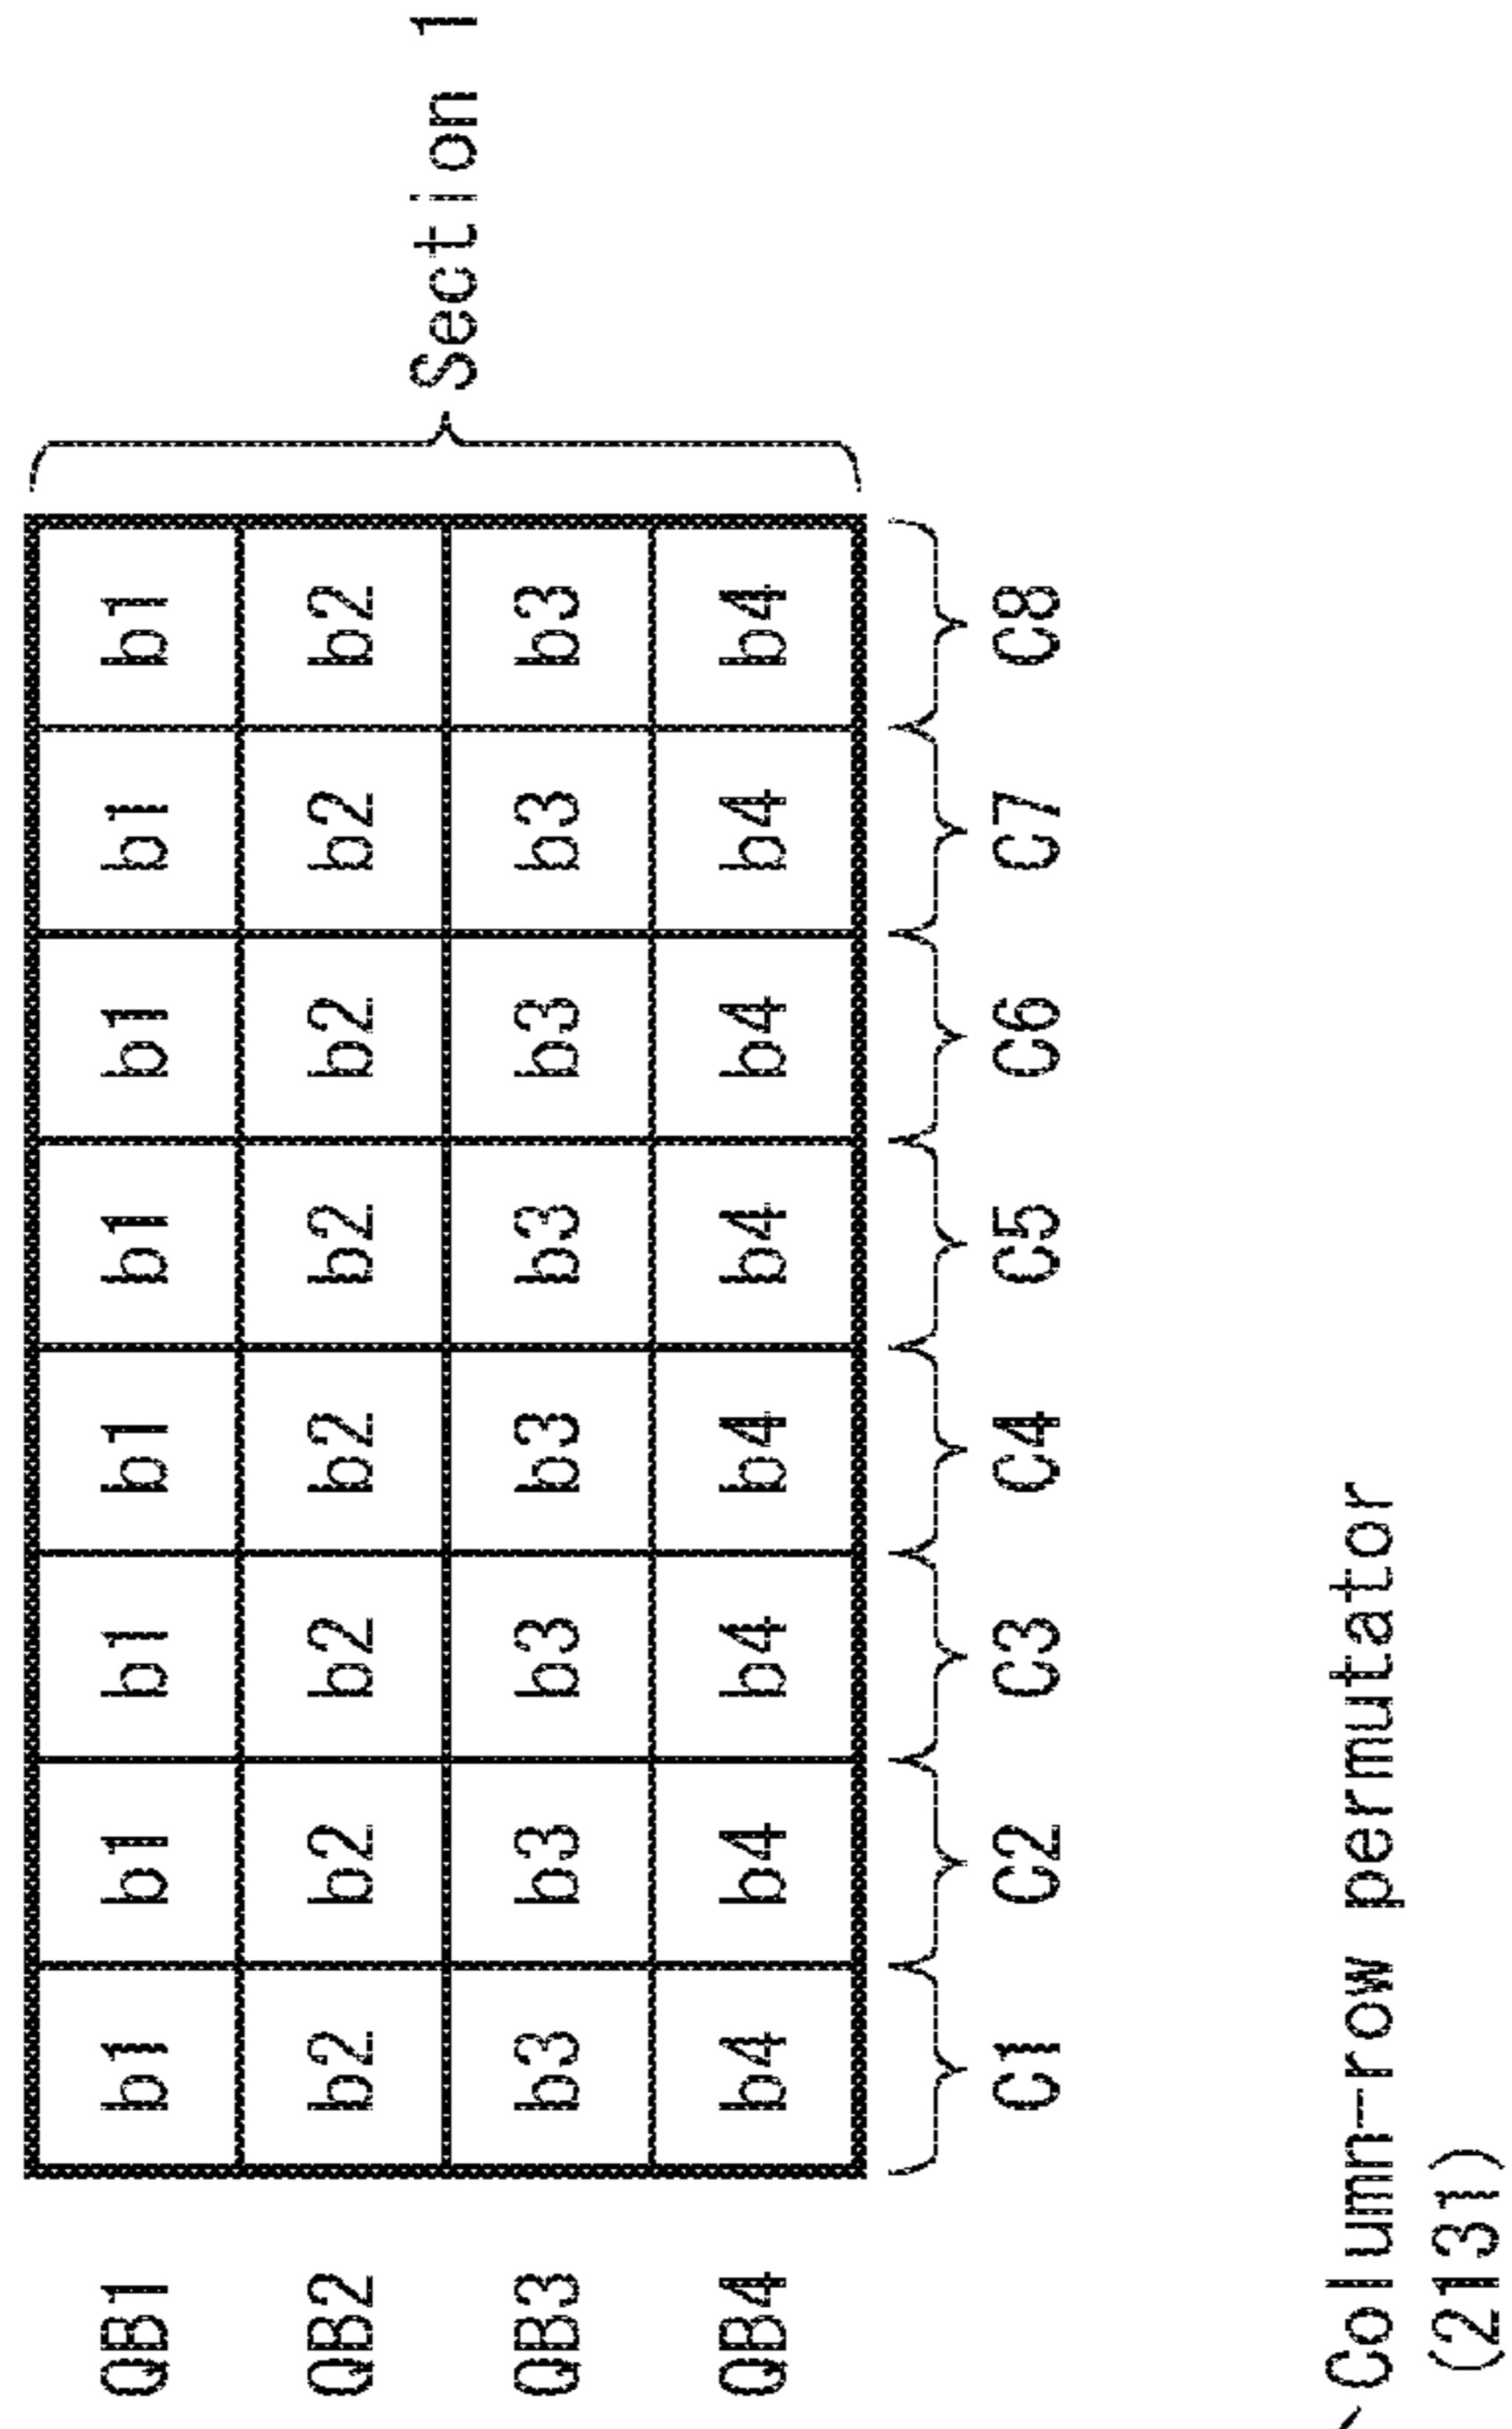 QB1 b1 b1 b1 b1 b1 b1 b1 b1
QB2 b2 b2 b2 b2 b2 b2 b2 b2
Section 1
QB3 b3 b3 b3 b3 b3 b3 b3 b3
QB4 b4 b4 b4 b4 b4 b4 b4 b4
C1 C2 C3 C4 C5 C6 C7 C8
Column-row permutator
(2131)